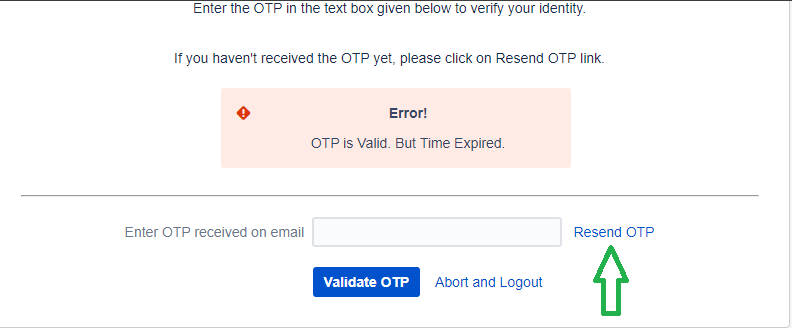 Enter the OTP in the text box given below to verify your identity.
If you haven't received the OTP yet, please click on Resend OTP link.
Error!
OTP is Valid. But Time Expired.
Enter OTP received on email
Resend OTP
Validate OTP
Abort and Logout